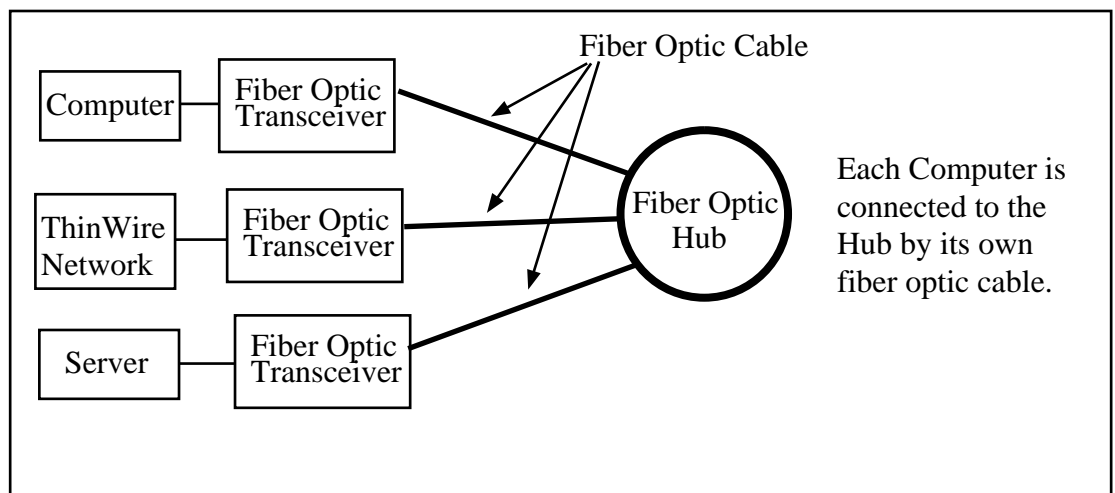 Fiber Optic Cable
Computer
Fiber Optic
Transceiver
ThinWire
Network
Fiber Optic
Transceiver
Server
Fiber Optic
Transceiver
Fiber Optic
Hub
Each Computer is
connected to the
Hub by its own
fiber optic cable.